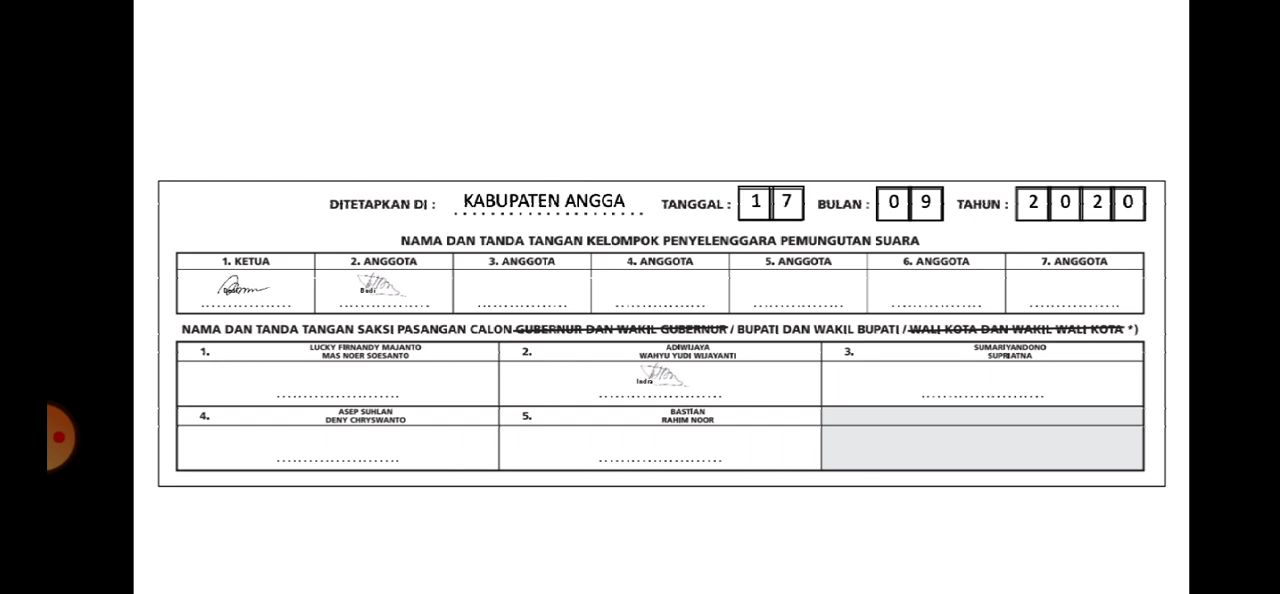 DITETAPKAN DI : KABUPATEN ANGGA TANGGAL : 1 7 BULAN : 0 9 TAHUN : 2 0 2 0
NAMA DAN TANDA TANGAN KELOMPOK PENYELENGGARA PEMUNGUTAN SUARA
1. KETUA 2. ANGGOTA 3. ANGGOTA 4. ANGGOTA 5. ANGGOTA 6. ANGGOTA 7. ANGGOTA
Budi
NAMA DAN TANDA TANGAN SAKSI PASANGAN CALON GUBERNUR DAN WAKIL GUBERNUR / BUPATI DAN WAKIL BUPATI / WALI KOTA DAN WAKIL WALI KOTA *)
1. LUCKY FIRNANDY MAJANTO 2. ADIWIJAYA 3. SUMARIYANDONO
MAS NOER SOESANTO WAHYU YUDI WIJAYANTI SUPRIATNA
Indra
4. ASEP SUHLAN 5. BASTIAN
DENY CHRYSWANTO RAHIM NOOR